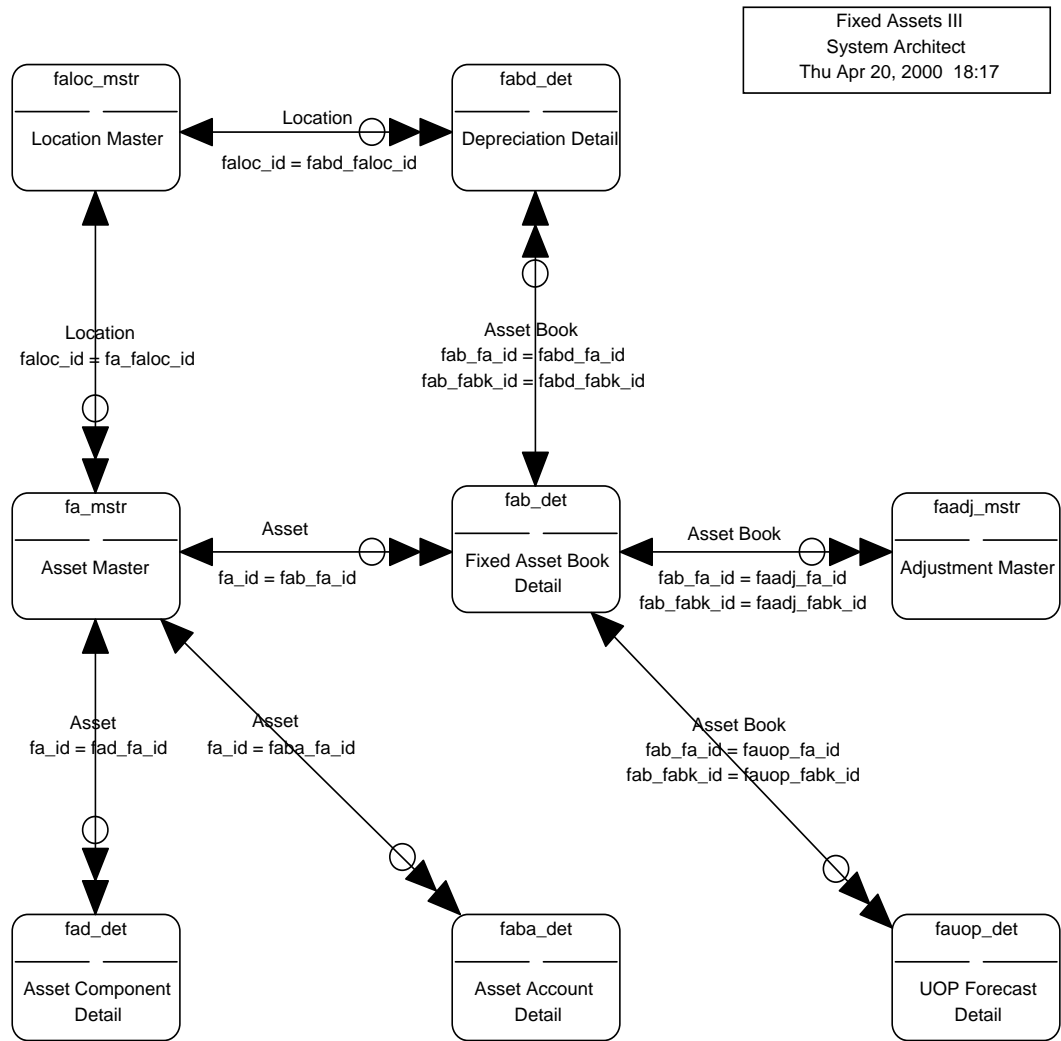 Fixed Assets III
System Architect
Thu Apr 20, 2000 18:17
faloc_mstr
Location Master
Location
faloc_id = fabd_faloc_id
fabd_det
Depreciation Detail
Location
faloc_id = fa_faloc_id
Asset Book
fab_fa_id = fabd_fa_id
fab_fabk_id = fabd_fabk_id
fa_mstr
Asset Master
Asset
fa_id = fab_fa_id
fab_det
Fixed Asset Book
Detail
Asset Book
fab_fa_id = faadj_fa_id
fab_fabk_id = faadj_fabk_id
faadj_mstr
Adjustment Master
Asset
fa_id = fad_fa_id
Asset
fa_id = faba_fa_id
Asset Book
fab_fa_id = fauop_fa_id
fab_fabk_id = fauop_fabk_id
fad_det
Asset Component
Detail
faba_det
Asset Account
Detail
fauop_det
UOP Forecast
Detail